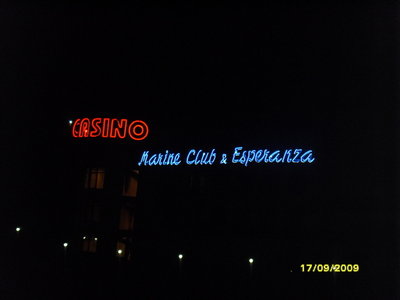 CASINO
Marine Club & Esperanza
17/09/2009